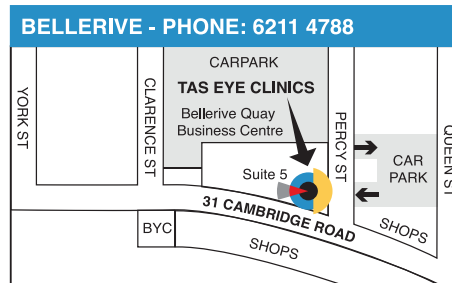 BELLERIVE - PHONE: 6211 4788
CARPARK
TAS EYE CLINICS
Bellerive Quay
Business Centre
YORK ST
CLARENCE ST
PERCY ST
QUEEN ST
CAR
PARK
Suite 5
31 CAMBRIDGE ROAD
BYC
SHOPS
SHOPS